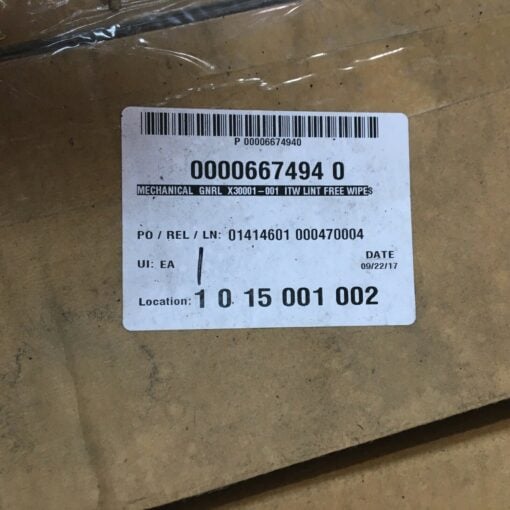 P 00006674940
0000667494 0
MECHANICAL GNRL X30001-001 ITW LINT FREE WIPES
PO / REL / LN: 01414601 000470004
UI: EA
DATE
09/22/17
Location: 1 0 15 001 002